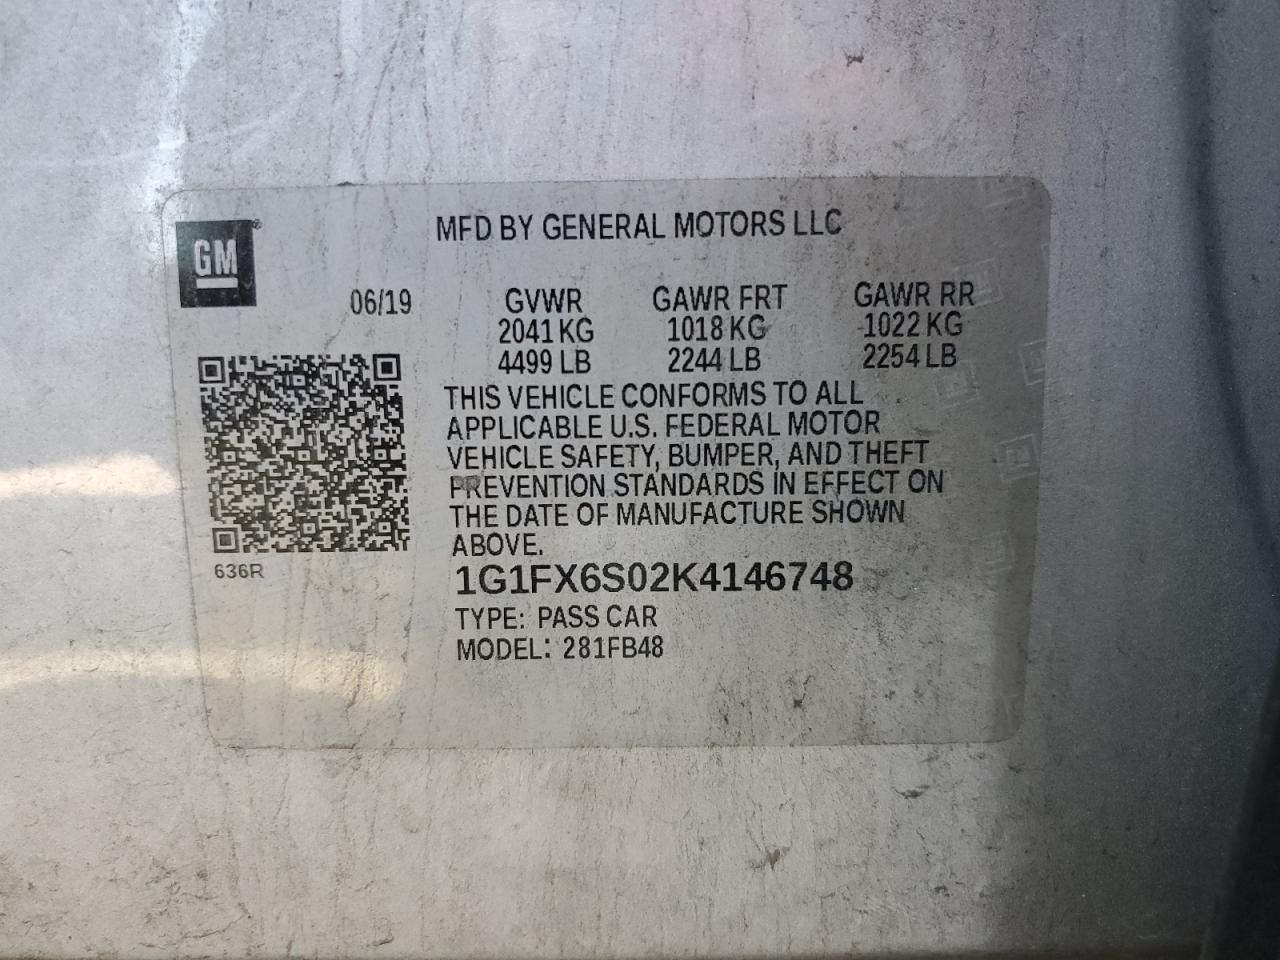 MFD BY GENERAL MOTORS LLC
GM
06/19
GVWR GAWR FRT GAWR RR
2041 KG 1018 KG 1022 KG
4499 LB 2244 LB 2254 LB
THIS VEHICLE CONFORMS TO ALL
APPLICABLE U.S. FEDERAL MOTOR
VEHICLE SAFETY, BUMPER, AND THEFT
PREVENTION STANDARDS IN EFFECT ON
THE DATE OF MANUFACTURE SHOWN
ABOVE.
636R
1G1FX6S02K4146748
TYPE: PASS CAR
MODEL: 281FB48